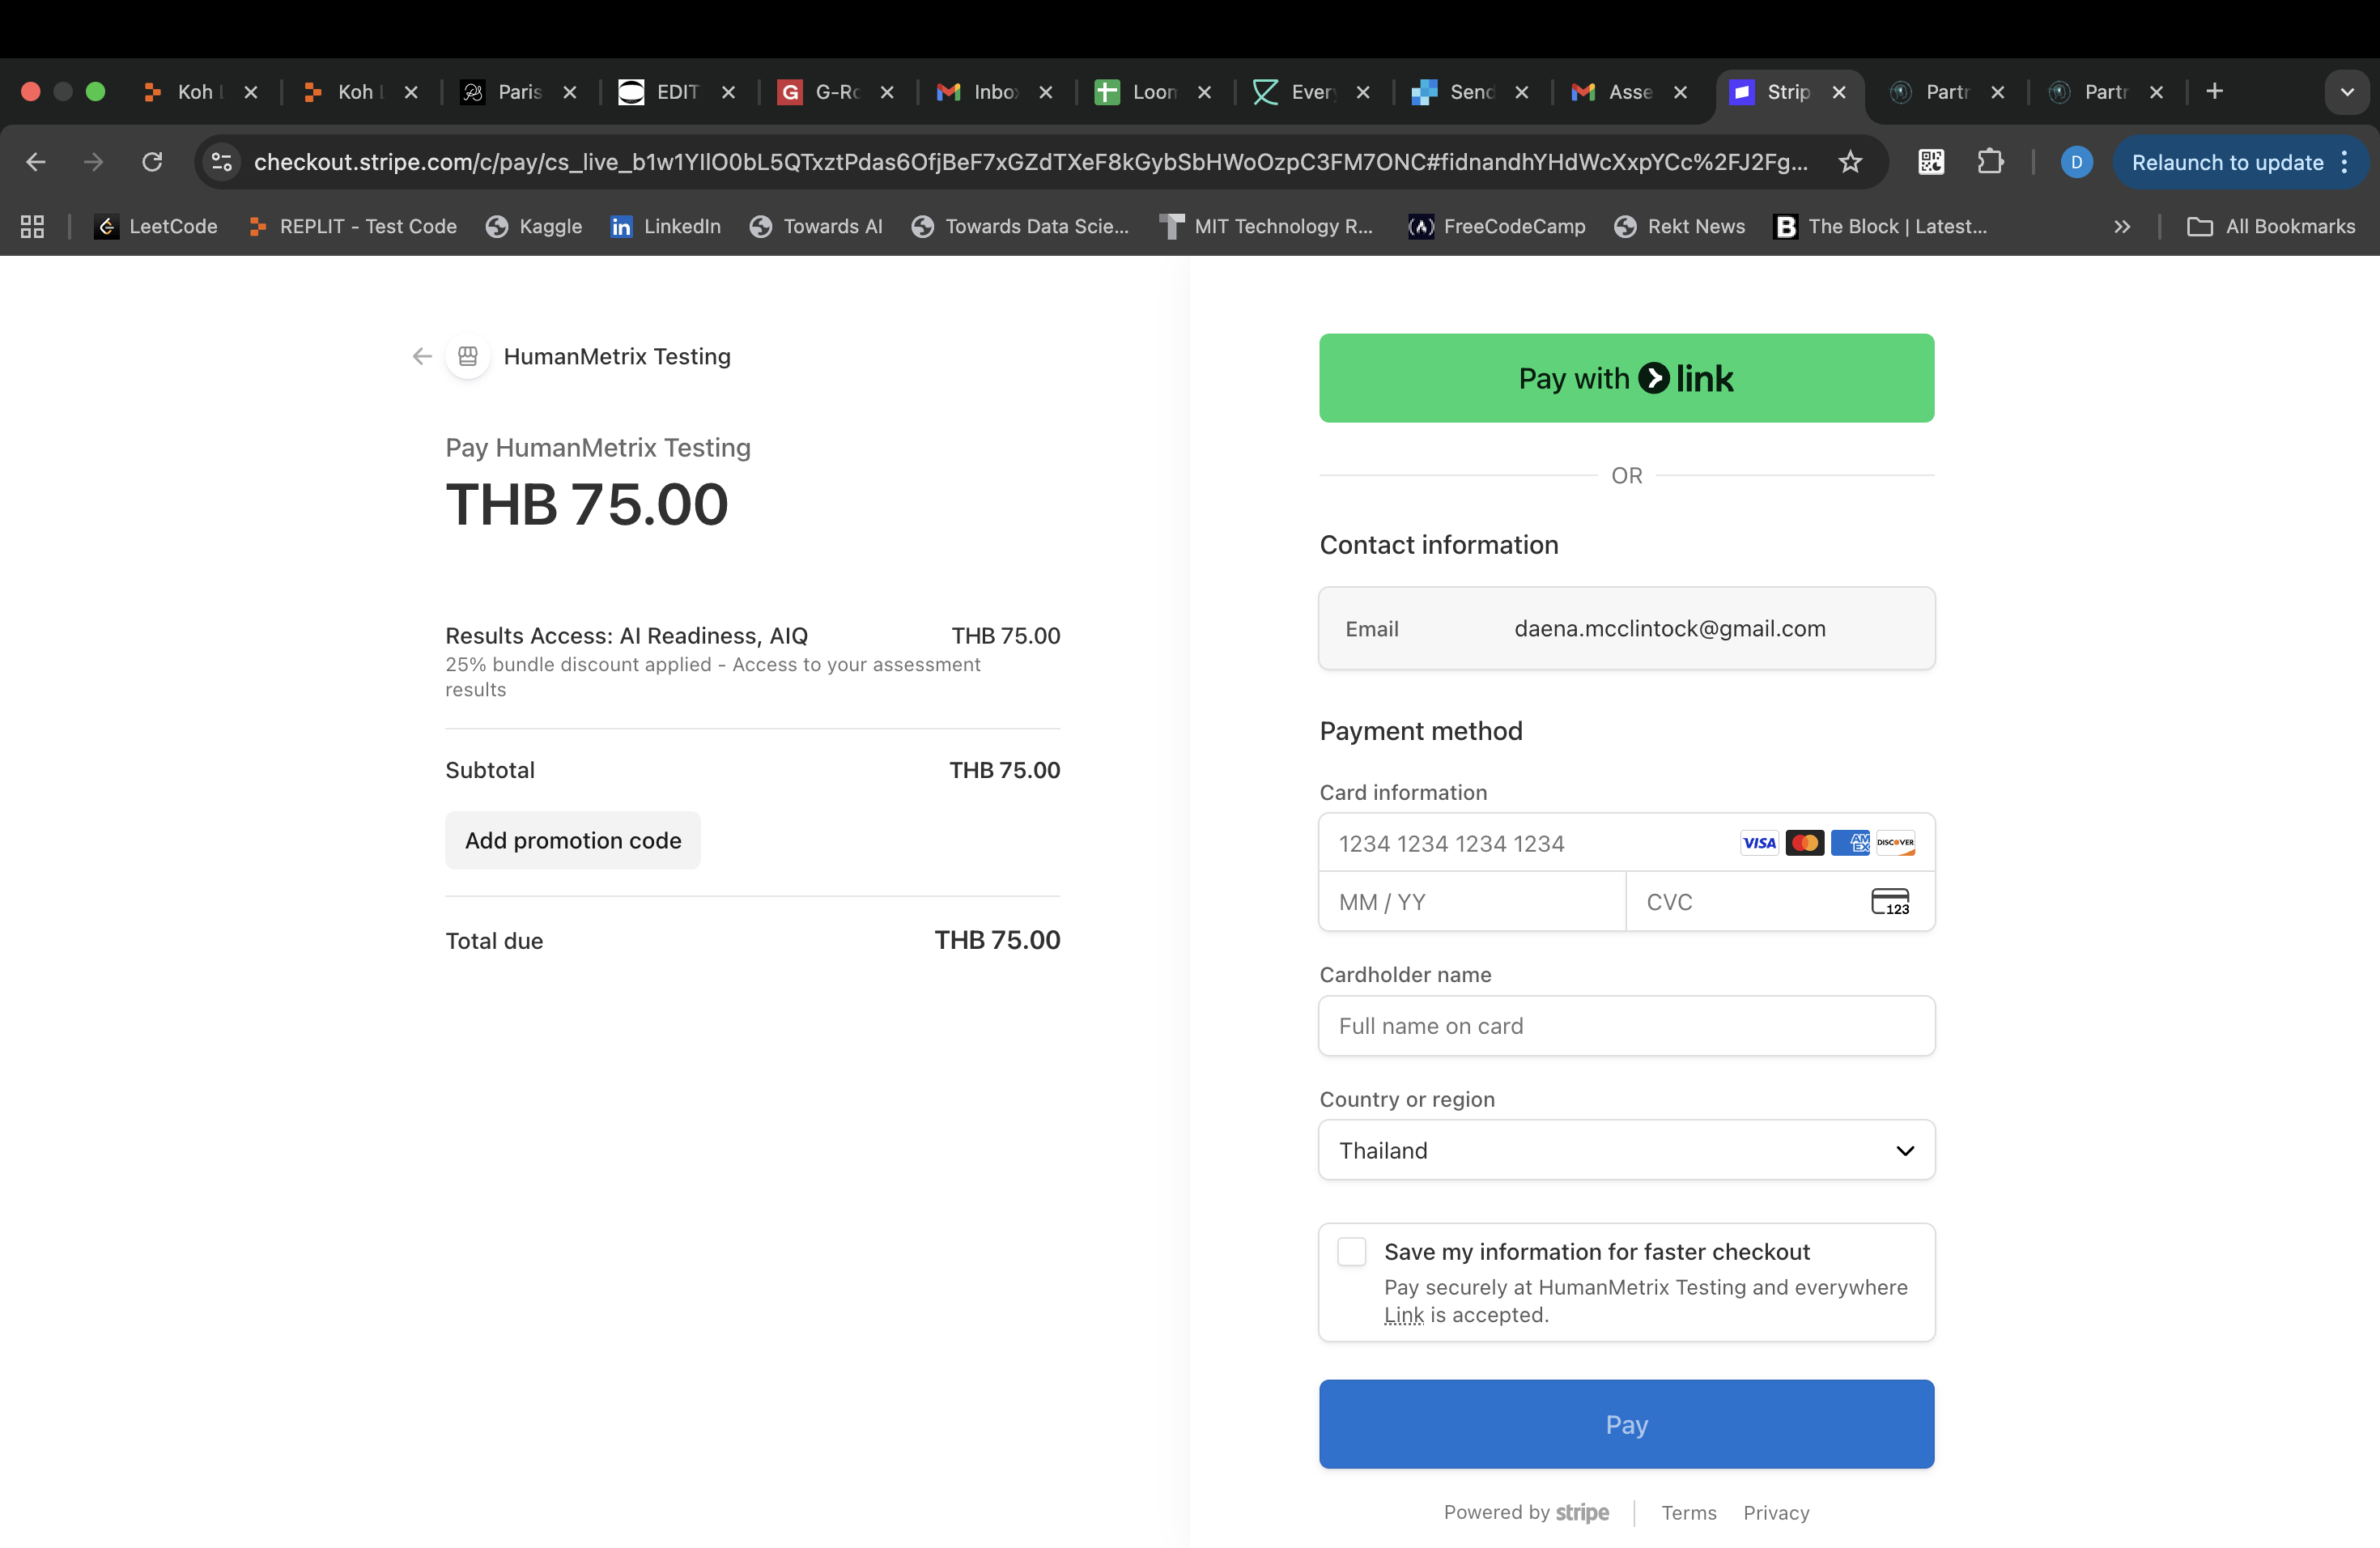 Koh L
Koh L
Paris
EDIT
G-Ro
Inbox
Loom
Every
Send
Asse
Strip
Partr
Partr
checkout.stripe.com/c/pay/cs_live_b1w1YIlO0bL5QTxztPdas6OfjBeF7xGZdTXeF8kGybSbHWoOzpC3FM7ONC#fidnandhYHdWcXxpYCc%2FJ2Fg...
D
Relaunch to update
LeetCode
REPLIT - Test Code
Kaggle
LinkedIn
Towards AI
Towards Data Scie...
MIT Technology R...
FreeCodeCamp
Rekt News
The Block | Latest...
All Bookmarks
HumanMetrix Testing
Pay HumanMetrix Testing
THB 75.00
Results Access: AI Readiness, AIQ THB 75.00
25% bundle discount applied - Access to your assessment
results
Subtotal THB 75.00
Add promotion code
Total due THB 75.00
Pay with link
OR
Contact information
Email daena.mcclintock@gmail.com
Payment method
Card information
1234 1234 1234 1234 VISA AM EX DISCOVER
MM / YY CVC 123
Cardholder name
Full name on card
Country or region
Thailand
Save my information for faster checkout
Pay securely at HumanMetrix Testing and everywhere
Link is accepted.
Pay
Powered by stripe Terms Privacy